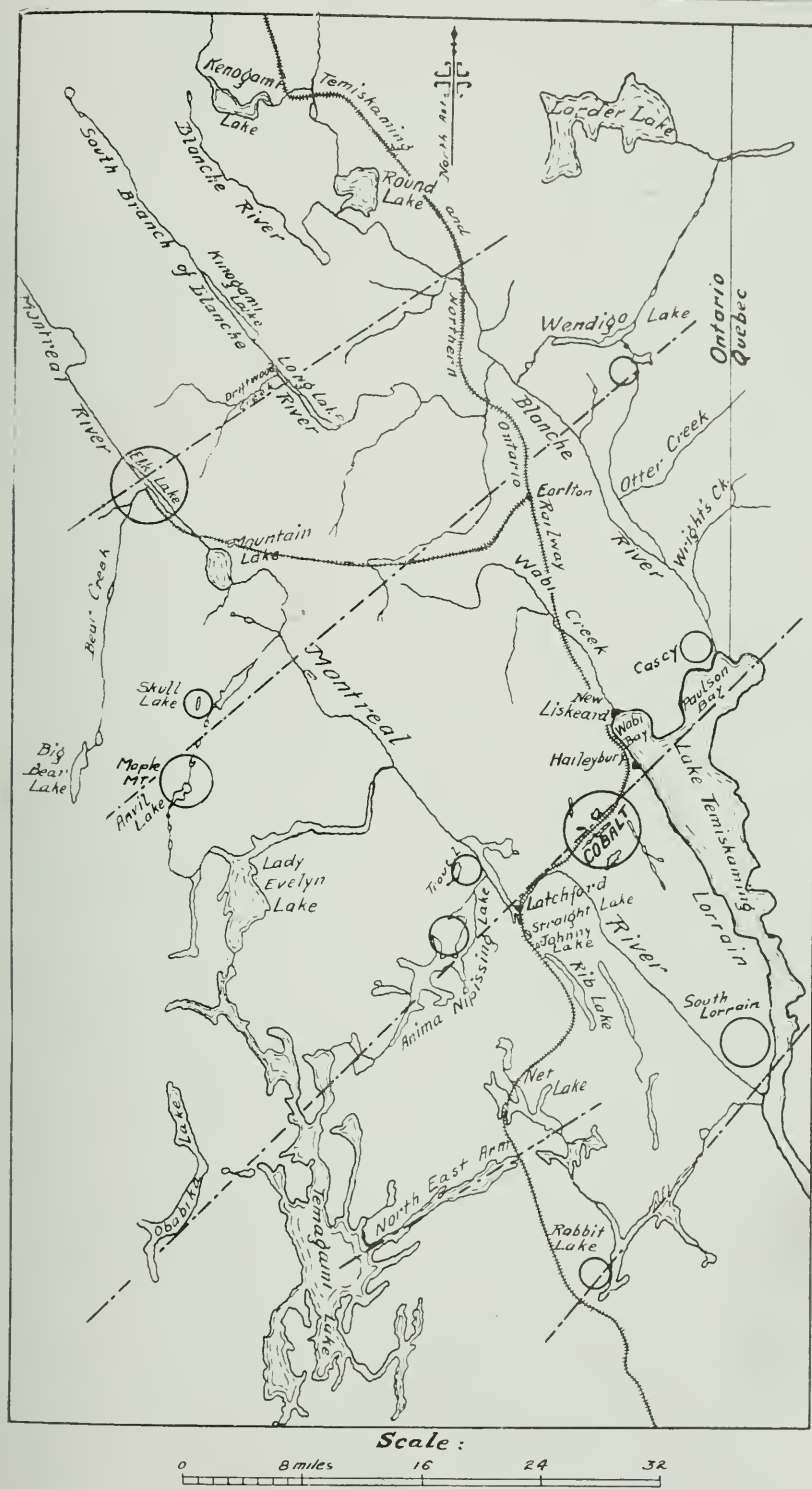 Kenogami
Lake
Temiskaming
and
Northern
Ontario
Railway
North Ast.
Larder Lake
South Branch of Blanche
River
Blanche River
Round
Lake
Kinogami
Laike
Ontario
Quebec
Wendigo Lake
Montreal
River
Driftwood
Creek
Long Lake
Blanche
River
Otter Creek
Wright's Ck.
Elk Lake
Earlton
Mountain
Lake
Wabi
Creek
Bear Creek
Montreal
River
Cascy
Paulson
Bay
Skull
Lake
New
Liskeard
Wabi
Bay
Haileybury
Big
Bear
Lake
Maple
MT!
Anvil
Lake
Lake Temiskaming
COBALT
Lady
Evelyn
Lake
Trout L
Latchford
Straight Lake
Johnny
Lake
Lorrain
Anima Nipissing Lake
Rib Lake
South
Lorrain
Net
Lake
Obabika Lake
North East Arm
Temagami
Lake
Rabbit
Lake
Scale:
0 8 miles 16 24 32